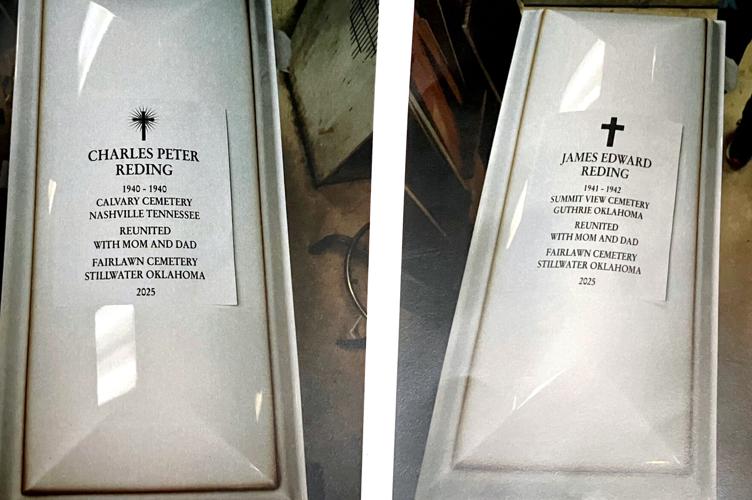 CHARLES PETER
REDING
1940 - 1940
CALVARY CEMETERY
NASHVILLE TENNESSEE
REUNITED
WITH MOM AND DAD
FAIRLAWN CEMETERY
STILLWATER OKLAHOMA
2025
JAMES EDWARD
REDING
1941 - 1942
SUMMIT VIEW CEMETERY
GUTHRIE OKLAHOMA
REUNITED
WITH MOM AND DAD
FAIRLAWN CEMETERY
STILLWATER OKLAHOMA
2025